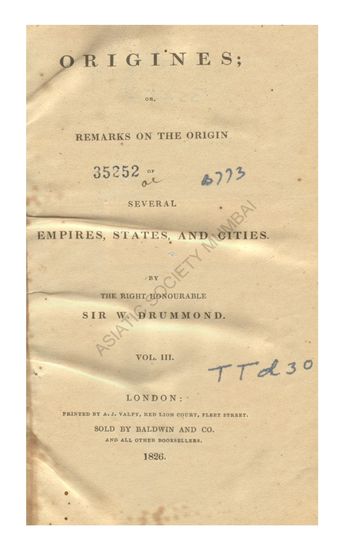 ORIGINES;
OR,
REMARKS ON THE ORIGIN
35252 OF
6773
SEVERAL
EMPIRES, STATES, AND CITIES.
BY
THE RIGHT HONOURABLE
SIR W. DRUMMOND.
VOL. III.
TTd30
LONDON:
PRINTED BY A. J. VALPY, RED LION COURT, FLEET STREET.
SOLD BY BALDWIN AND CO.
AND ALL OTHER BOOKSELLERS.
1826.
ASIATIC SOCIETY MUMBAI